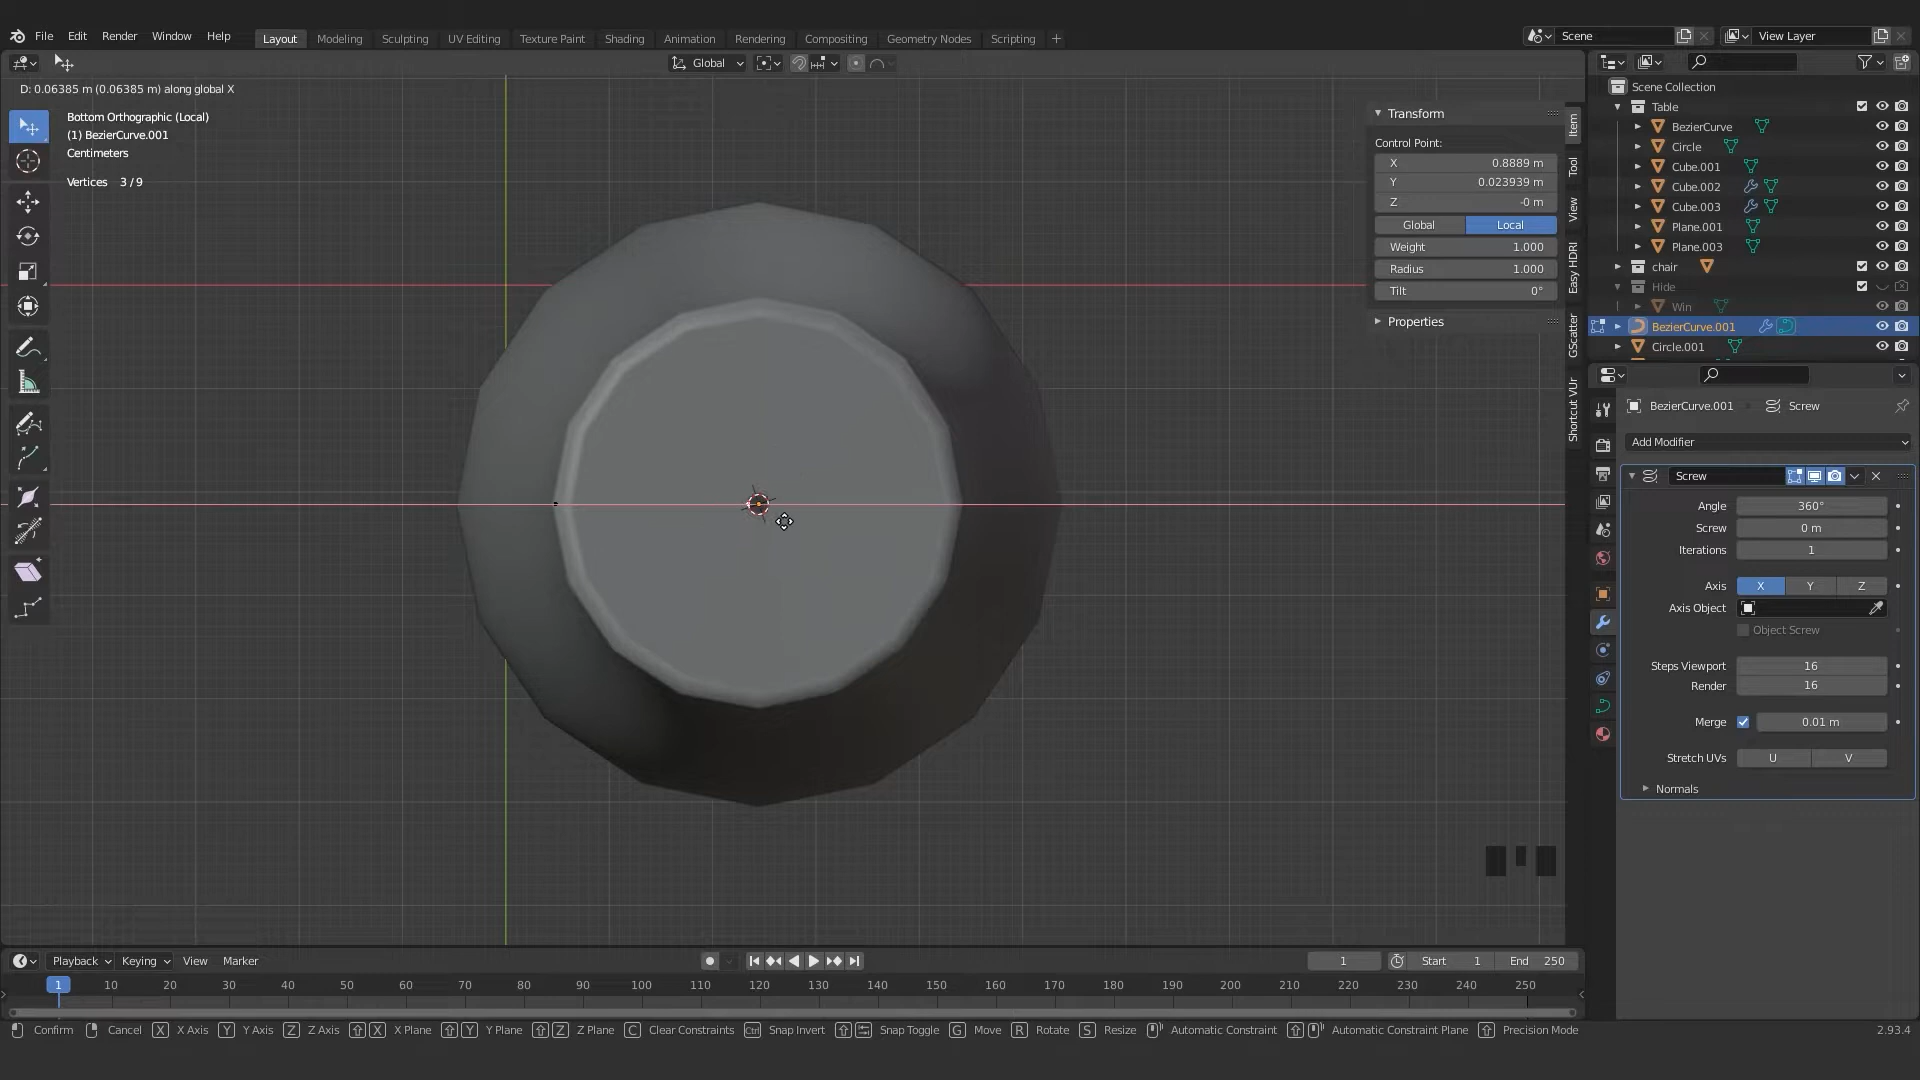 File Edit Render Window Help Layout Modeling Sculpting UV Editing Texture Paint Shading Animation Rendering Compositing Geometry Nodes Scripting + Scene View Layer
Global
D: 0.06385 m (0.06385 m) along global X
Bottom Orthographic (Local)
(1) BezierCurve.001
Centimeters
Vertices 3 / 9
Transform
Control Point:
X 0.8889 m
Y 0.023939 m
Z -0 m
Global Local
Weight 1.000
Radius 1.000
Tilt 0°
Properties
Item
Tool
View
Easy HDRI
GScatter
Shortcut VUr
Scene Collection
Table
BezierCurve
Circle
Cube.001
Cube.002
Cube.003
Plane.001
Plane.003
chair
Hide
Win
BezierCurve.001
Circle.001
BezierCurve.001 Screw
Add Modifier
Screw
Angle 360°
Screw 0 m
Iterations 1
Axis X Y Z
Axis Object
Object Screw
Steps Viewport 16
Render 16
Merge 0.01 m
Stretch UVs U V
Normals
Playback Keying View Marker 1 Start 1 End 250
1 10 20 30 40 50 60 70 80 90 100 110 120 130 140 150 160 170 180 190 200 210 220 230 240 250
Confirm Cancel X X Axis Y Y Axis Z Z Axis X X Plane Y Y Plane Z Z Plane C Clear Constraints Ctrl Snap Invert Snap Toggle G Move R Rotate S Resize Automatic Constraint Automatic Constraint Plane Precision Mode 2.93.4